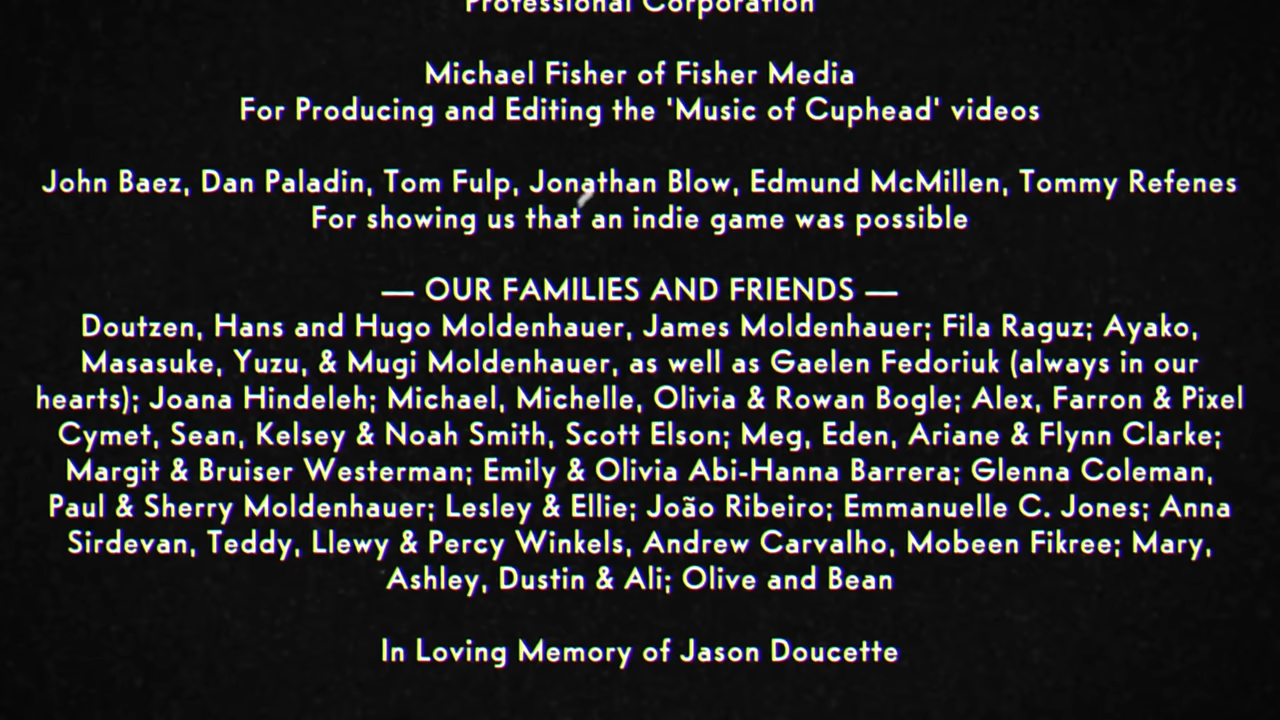 Professional Corporation
Michael Fisher of Fisher Media
For Producing and Editing the 'Music of Cuphead' videos
John Baez, Dan Paladin, Tom Fulp, Jonathan Blow, Edmund McMillen, Tommy Refenes
For showing us that an indie game was possible
— OUR FAMILIES AND FRIENDS —
Doutzen, Hans and Hugo Moldenhauer, James Moldenhauer; Fila Raguz; Ayako,
Masasuke, Yuzu, & Mugi Moldenhauer, as well as Gaelen Fedoriuk (always in our
hearts); Joana Hindeleh; Michael, Michelle, Olivia & Rowan Bogle; Alex, Farron & Pixel
Cymet, Sean, Kelsey & Noah Smith, Scott Elson; Meg, Eden, Ariane & Flynn Clarke;
Margit & Bruiser Westerman; Emily & Olivia Abi-Hanna Barrera; Glenna Coleman,
Paul & Sherry Moldenhauer; Lesley & Ellie; João Ribeiro; Emmanuelle C. Jones; Anna
Sirdevan, Teddy, Llewy & Percy Winkels, Andrew Carvalho, Mobeen Fikree; Mary,
Ashley, Dustin & Ali; Olive and Bean
In Loving Memory of Jason Doucette